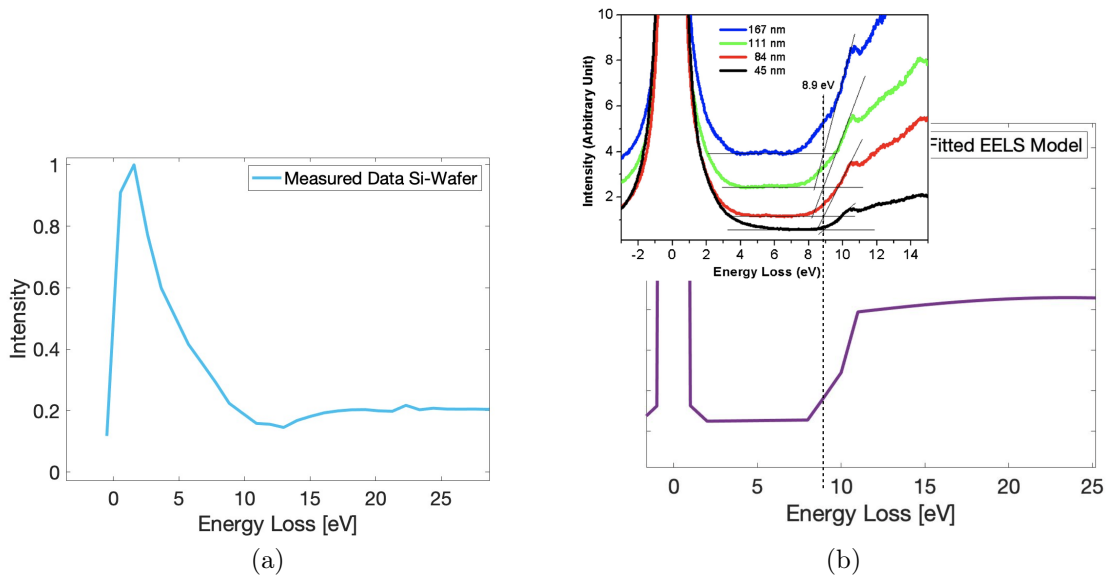 Measured Data Si-Wafer
1
0.8
0.6
0.4
0.2
0
Intensity
0 5 10 15 20 25
Energy Loss [eV]
(a)
10
8
6
4
2
Intensity (Arbitrary Unit)
167 nm
111 nm
84 nm
45 nm
8.9 eV
-2 0 2 4 6 8 10 12 14
Energy Loss (eV)
Fitted EELS Model
0 5 10 15 20 25
Energy Loss [eV]
(b)